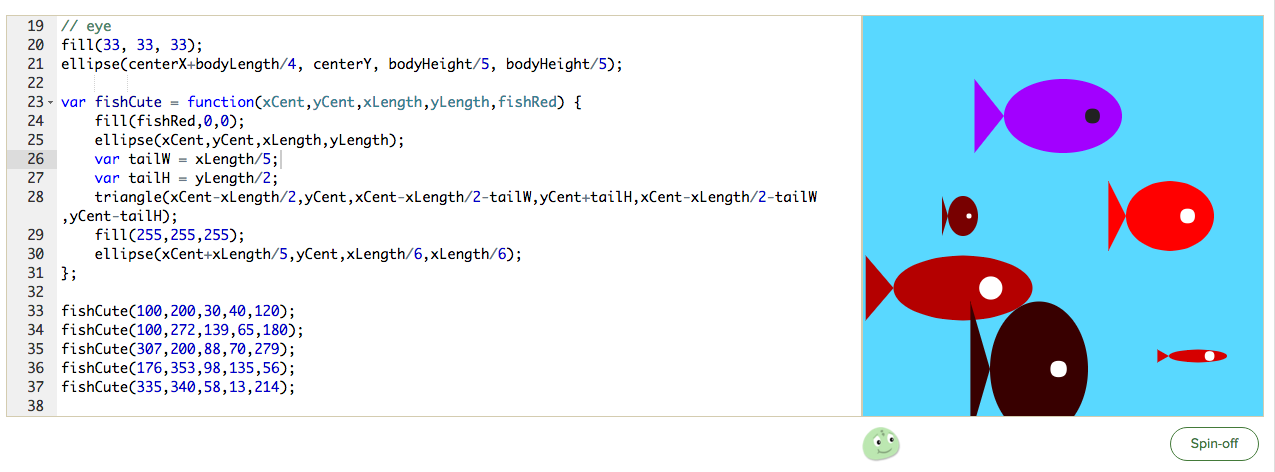 19 // eye
20 fill(33, 33, 33);
21 ellipse(centerX+bodyLength/4, centerY, bodyHeight/5, bodyHeight/5);
22
23 var fishCute = function(xCent,yCent,xLength,yLength,fishRed) {
24 fill(fishRed,0,0);
25 ellipse(xCent,yCent,xLength,yLength);
26 var tailW = xLength/5;
27 var tailH = yLength/2;
28 triangle(xCent-xLength/2,yCent,xCent-xLength/2-tailW,yCent+tailH,xCent-xLength/2-tailW
,yCent-tailH);
29 fill(255,255,255);
30 ellipse(xCent+xLength/5,yCent,xLength/6,xLength/6);
31 };
32
33 fishCute(100,200,30,40,120);
34 fishCute(100,272,139,65,180);
35 fishCute(307,200,88,70,279);
36 fishCute(176,353,98,135,56);
37 fishCute(335,340,58,13,214);
38
Spin-off